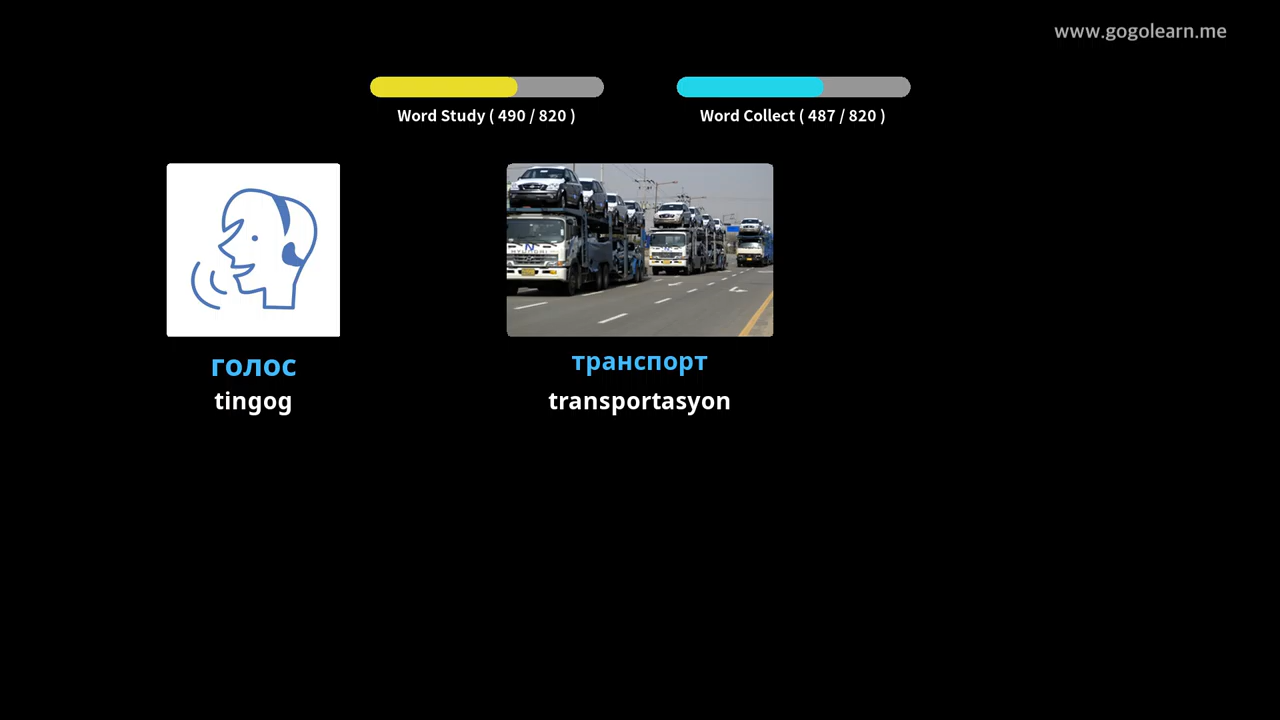 www.gogolearn.me
Word Study ( 490 / 820 )
Word Collect ( 487 / 820 )
голос
tingog
транспорт
transportasyon